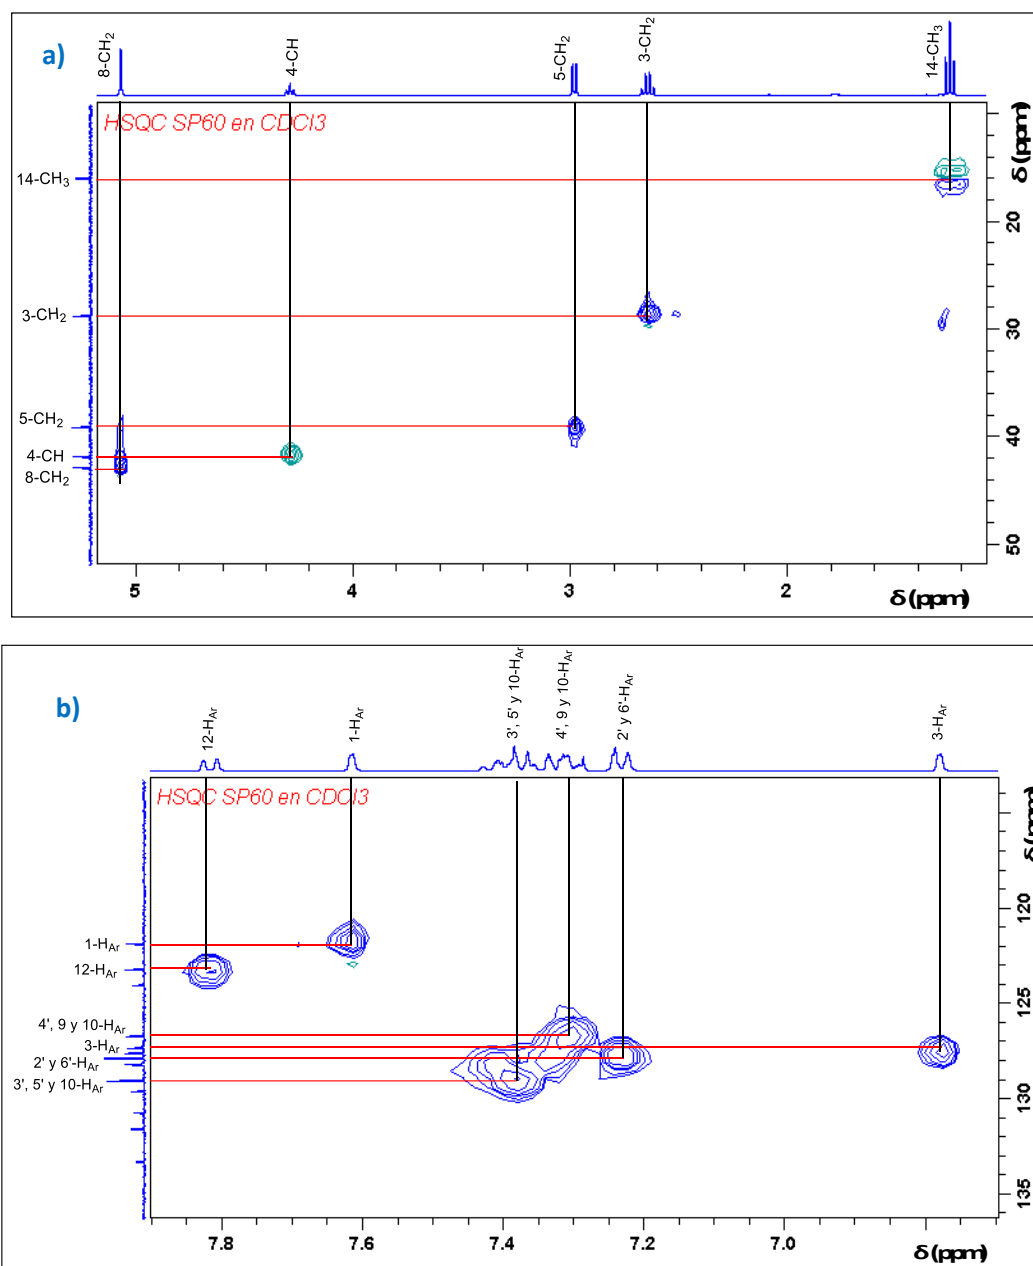 a)
8-CH2
4-CH
5-CH2
3-CH2
14-CH3
HSQC SP60 en CDCl3
14-CH3
3-CH2
5-CH2
4-CH
8-CH2
20
30
40
50
δ (ppm)
5
4
3
2
δ (ppm)
b)
12-HAr
1-HAr
3', 5' y 10-HAr
4', 9 y 10-HAr
2' y 6'-HAr
3-HAr
HSQC SP60 en CDCl3
1-HAr
12-HAr
4', 9 y 10-HAr
3-HAr
2' y 6'-HAr
3', 5' y 10-HAr
120
125
130
135
δ (ppm)
7.8
7.6
7.4
7.2
7.0
δ (ppm)